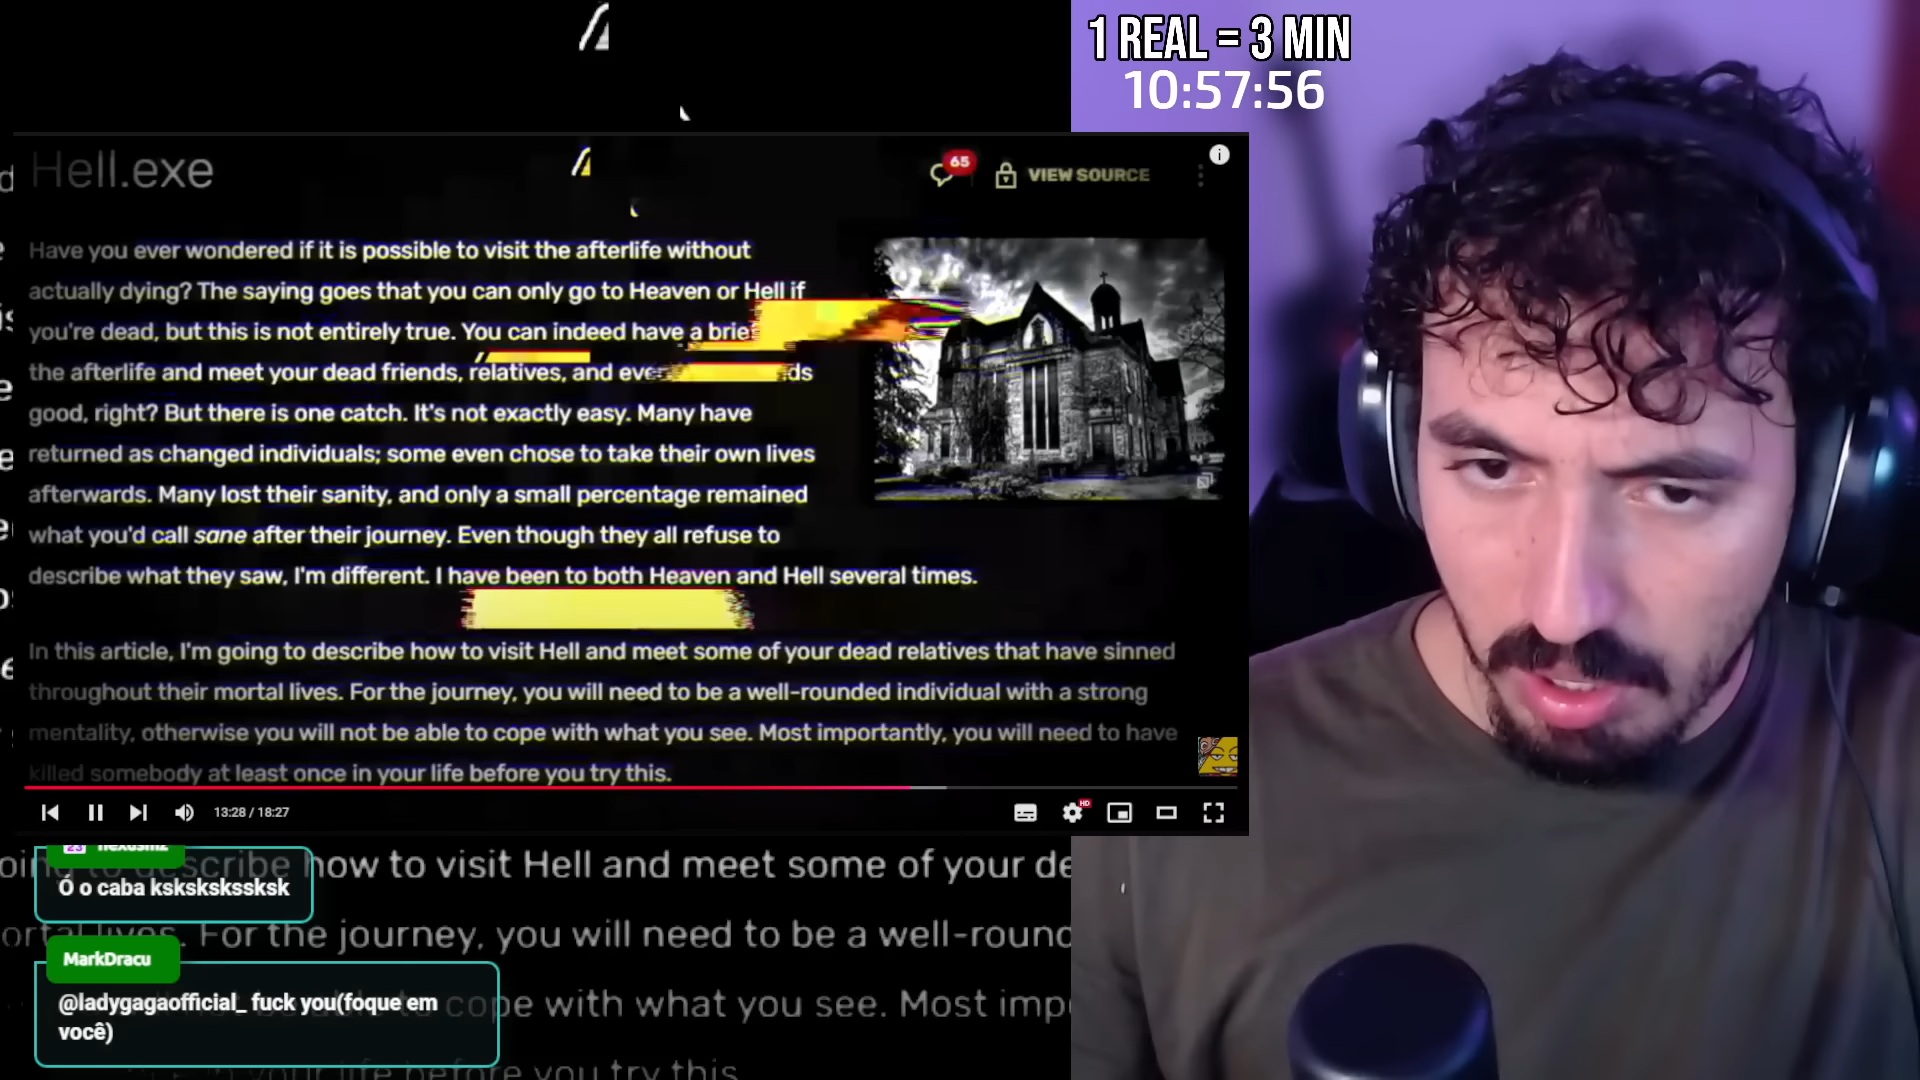 1 REAL = 3 MIN
10:57:56
Hell.exe
65
VIEW SOURCE
Have you ever wondered if it is possible to visit the afterlife without
actually dying? The saying goes that you can only go to Heaven or Hell if
you're dead, but this is not entirely true. You can indeed have a brief
the afterlife and meet your dead friends, relatives, and
good, right? But there is one catch. It's not exactly easy. Many have
returned as changed individuals; some even chose to take their own lives
afterwards. Many lost their sanity, and only a small percentage remained
what you'd call sane after their journey. Even though they all refuse to
describe what they saw, I'm different. I have been to both Heaven and Hell several times.
In this article, I'm going to describe how to visit Hell and meet some of your dead relatives that have sinned
throughout their mortal lives. For the journey, you will need to be a well-rounded individual with a strong
mentality, otherwise you will not be able to cope with what you see. Most importantly, you will need to have
killed somebody at least once in your life before you try this.
13:28 / 18:27
HD
how to visit Hell and meet some of your
23
Ó o caba ksksksksssksk
lives. For the journey, you will need to be a
MarkDracu
@ladygagaofficial_ fuck you(foque em
você)
cope with what you see. Most
your life before you try this